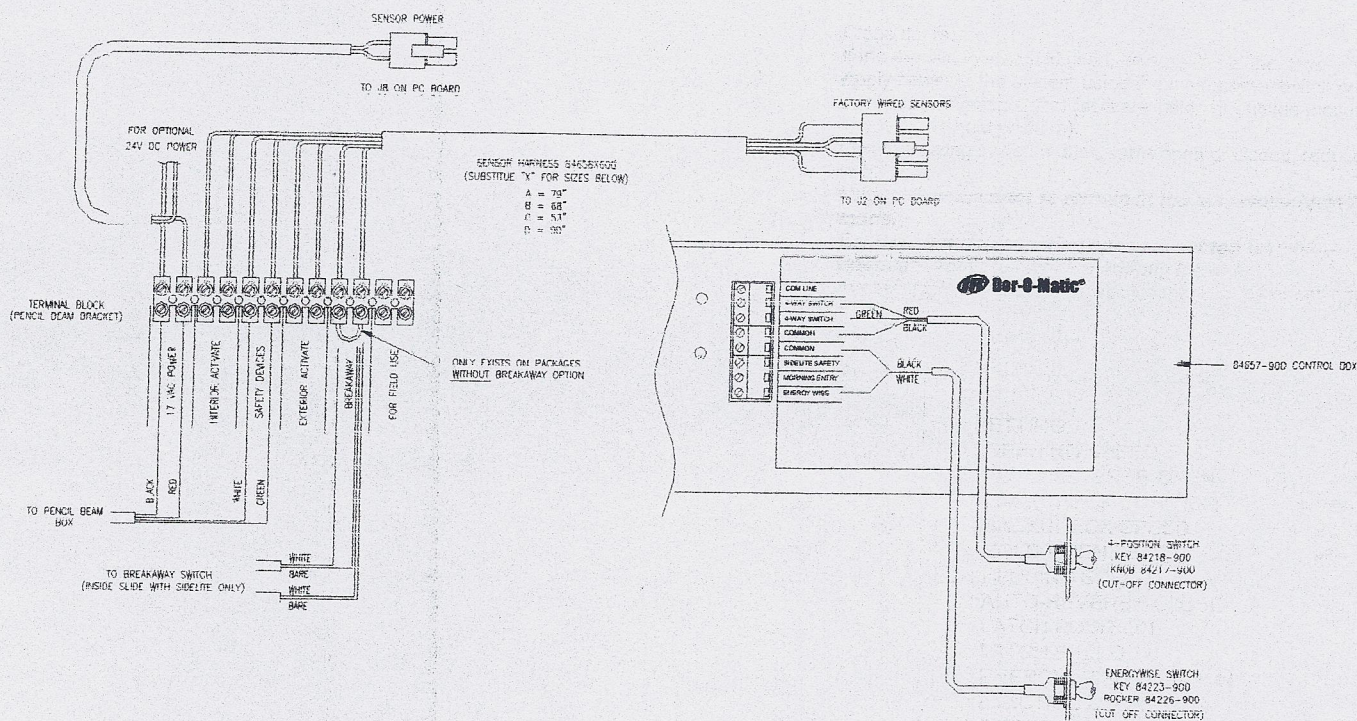 SENSOR POWER
TO J8 ON PC BOARD
FOR OPTIONAL
24V DC POWER
FACTORY WIRED SENSORS
TO J2 ON PC BOARD
SENSOR HARNESS
(SUBSTITUE "X" FOR SIZES BELOW)
A = 79"
B = 68"
C = 53"
D = 90"
TERMINAL BLOCK
(PENCIL BEAM BRACKET)
17 VAC POWER
INTERIOR ACTIVATE
SAFETY DEVICES
EXTERIOR ACTIVATE
BREAKAWAY
FOR FIELD USE
ONLY EXISTS ON PACKAGES
WITHOUT BREAKAWAY OPTION
BLACK
RED
WHITE
GREEN
TO PENCIL BEAM
BOX
TO BREAKAWAY SWITCH
(INSIDE SLIDE WITH SIDELITE ONLY)
WHITE
BARE
WHITE
BARE
IR Dor-O-Matic®
COM LINE
4-WAY SWITCH
4-WAY SWITCH
COMMON
COMMON
SIDELITE SAFETY
MORNING ENTRY
ENERGY WISE
GREEN
RED
BLACK
BLACK
WHITE
84657-900 CONTROL BOX
4-POSITION SWITCH
KEY 84218-900
KNOB 84217-900
(CUT-OFF CONNECTOR)
ENERGYWISE SWITCH
KEY 84223-900
ROCKER 84226-900
(CUT OFF CONNECTOR)